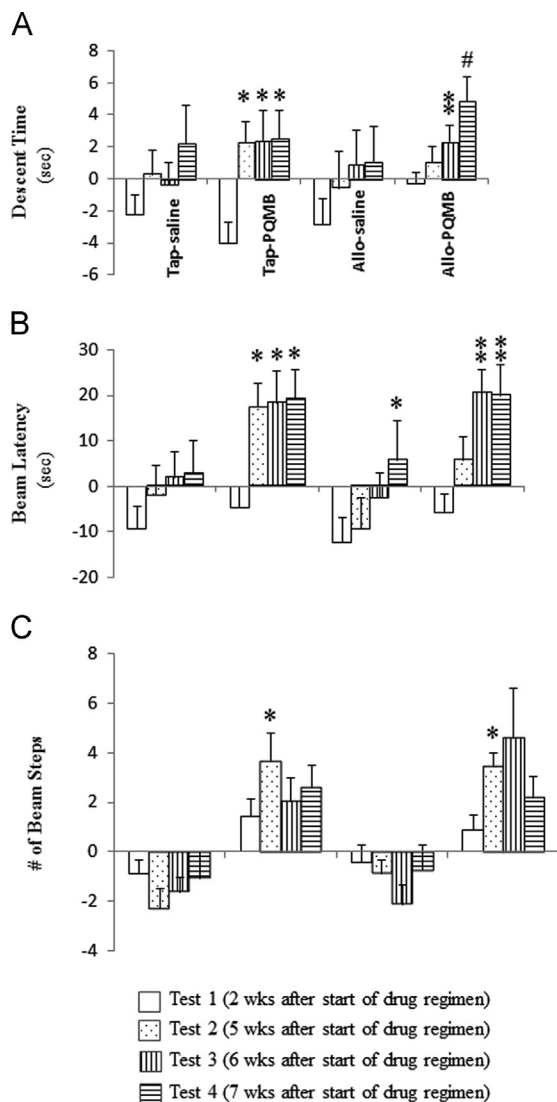 A
Descent Time
(sec)
8
6
4
2
0
-2
-4
-6
* * *
** #
Tap-saline
Tap-PQMB
Allo-saline
Allo-PQMB
B
Beam Latency
(sec)
30
20
10
0
-10
-20
* * *
*
** **
C
# of Beam Steps
8
6
4
2
0
-2
-4
*
*
Test 1 (2 wks after start of drug regimen)
Test 2 (5 wks after start of drug regimen)
Test 3 (6 wks after start of drug regimen)
Test 4 (7 wks after start of drug regimen)